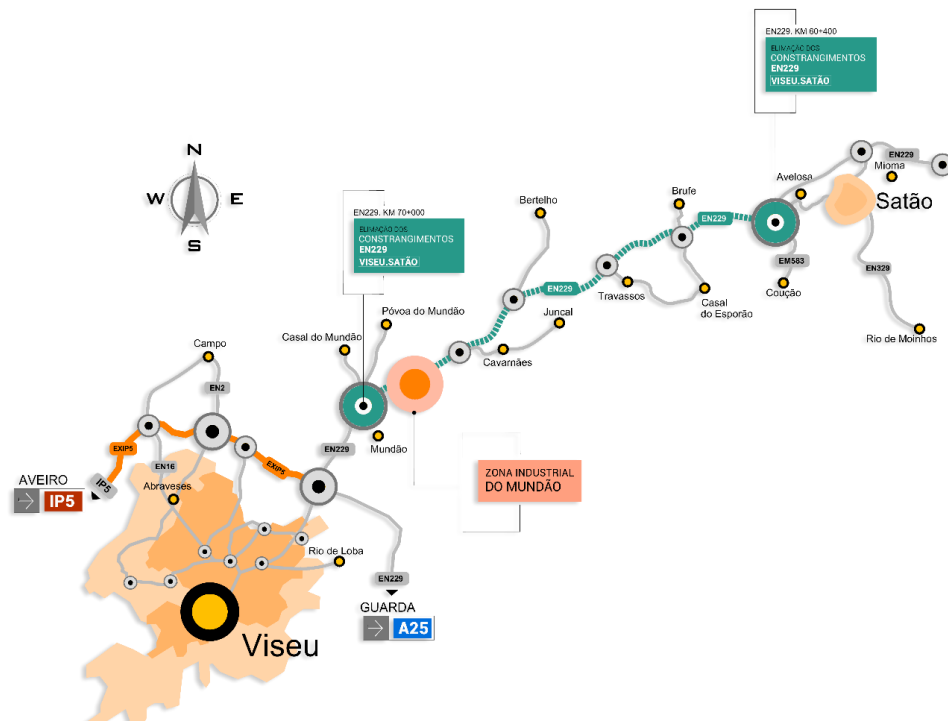 EN229. KM 60+400
ELIMAÇÃO DOS
CONSTRANGIMENTOS
EN229
VISEU.SATÃO
N
W E
S
EN229
Mioma
Avelosa
Satão
Brufe
Bertelho
EN229
EN229. KM 70+000
ELIMAÇÃO DOS
CONSTRANGIMENTOS
EN229
VISEU.SATÃO
EM583
EN329
Coução
EN229
Travassos
Casal
do Esporão
Póvoa do Mundão
Juncal
Rio de Moinhos
Casal do Mundão
Campo
Cavarnães
EN2
EN229
Mundão
EXIP5
EN16
EXIP5
ZONA INDUSTRIAL
DO MUNDÃO
AVEIRO
IP5
IP5
Abraveses
Rio de Loba
EN229
GUARDA
A25
Viseu